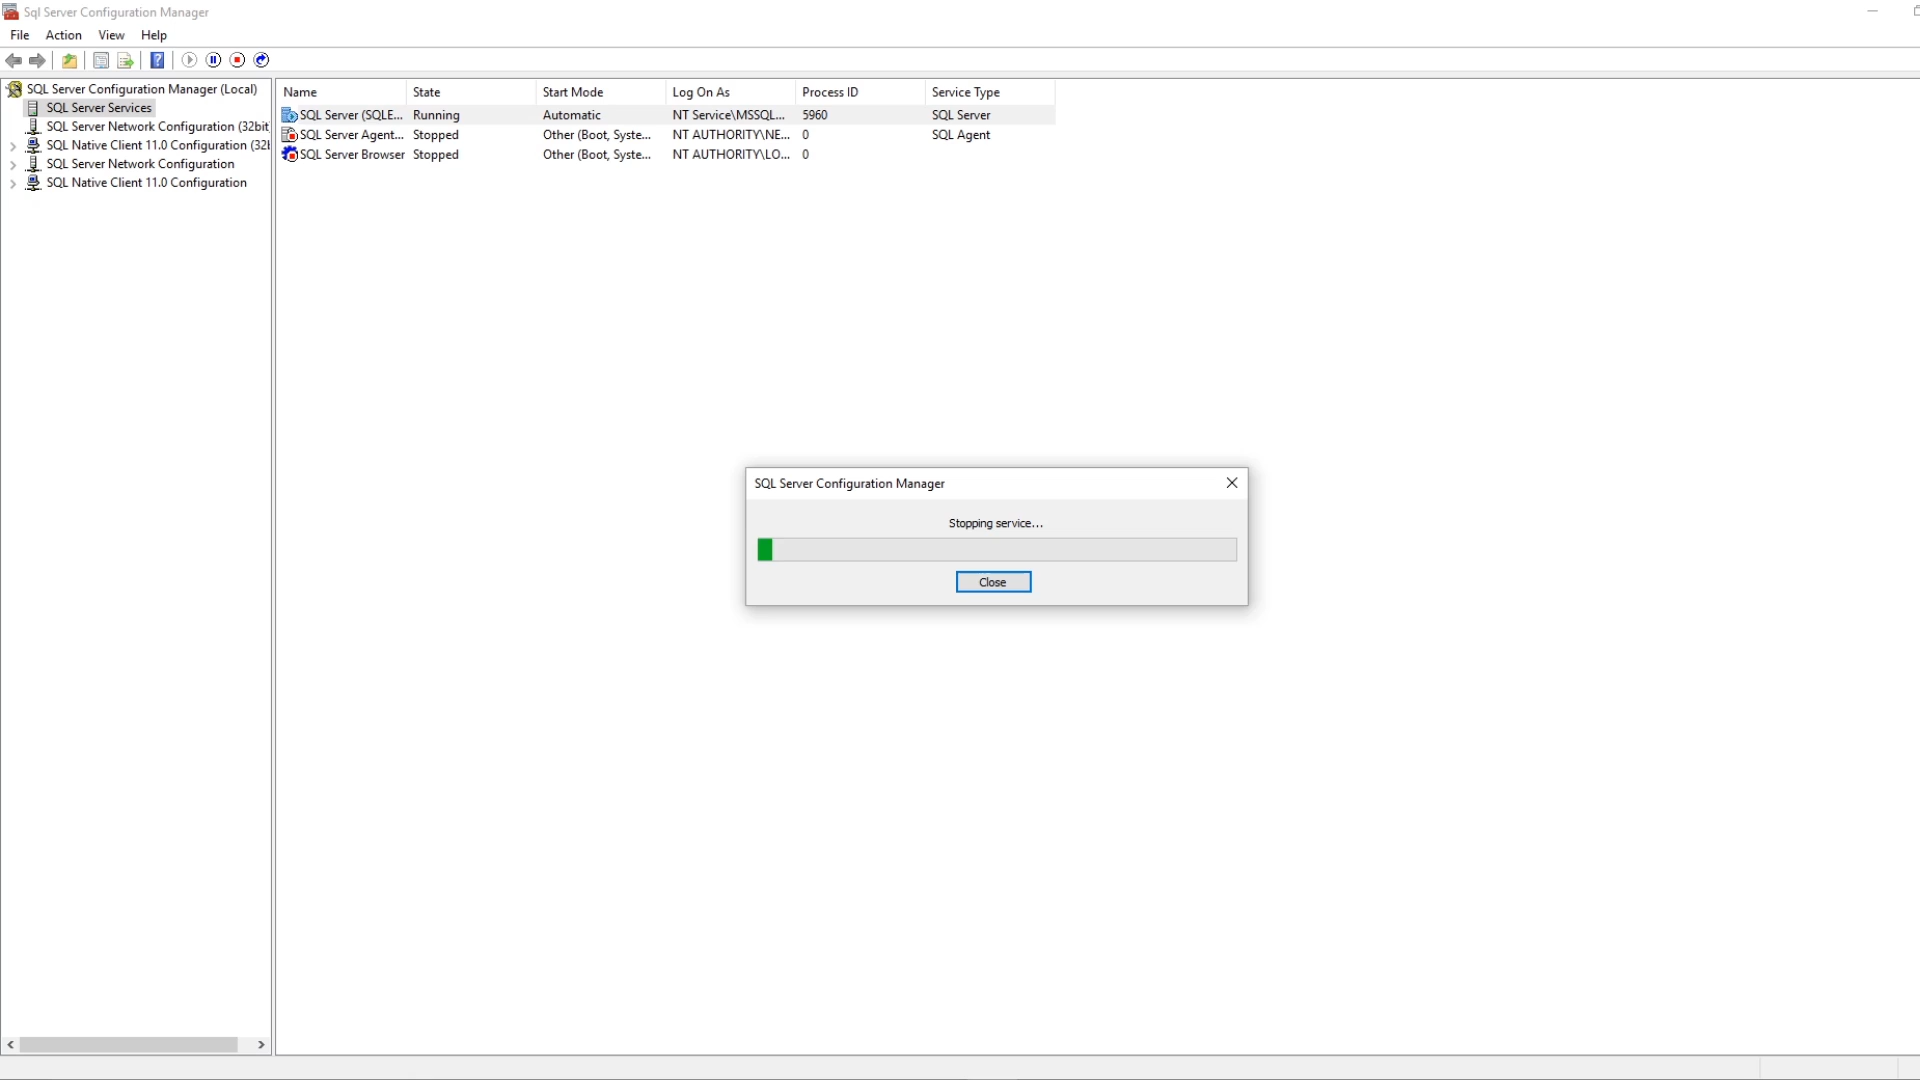 Sql Server Configuration Manager
File Action View Help
SQL Server Configuration Manager (Local)
SQL Server Services
SQL Server Network Configuration (32bit
SQL Native Client 11.0 Configuration (32b
SQL Server Network Configuration
SQL Native Client 11.0 Configuration
Name State Start Mode Log On As Process ID Service Type
SQL Server (SQLE... Running Automatic NT Service\MSSQL... 5960 SQL Server
SQL Server Agent... Stopped Other (Boot, Syste... NT AUTHORITY\NE... 0 SQL Agent
SQL Server Browser Stopped Other (Boot, Syste... NT AUTHORITY\LO... 0
SQL Server Configuration Manager
Stopping service...
Close